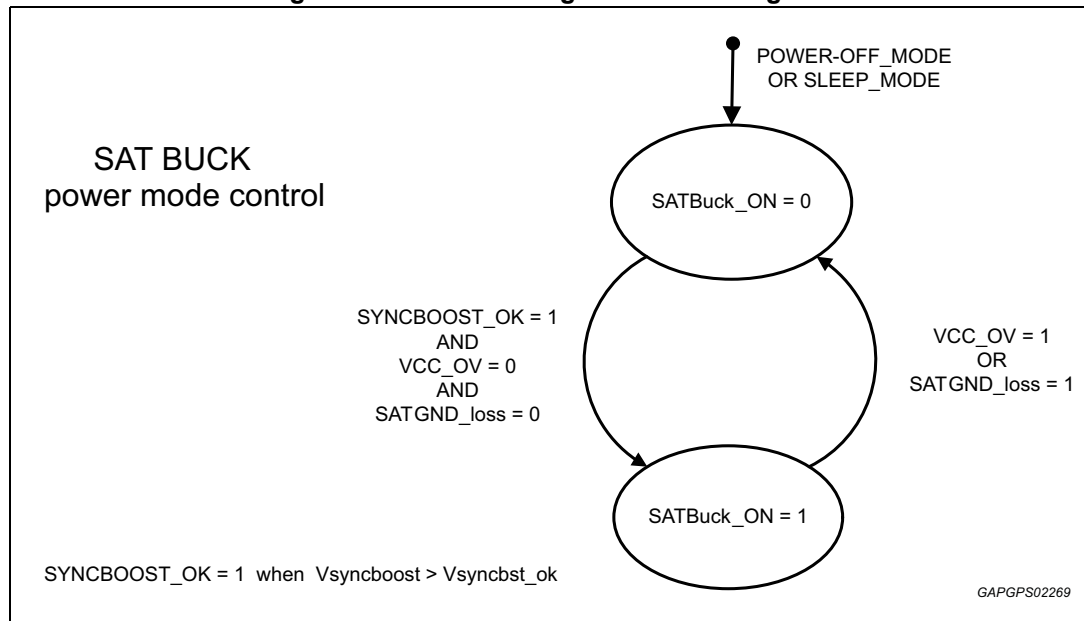 POWER-OFF_MODE
OR SLEEP_MODE
SAT BUCK
power mode control
SATBuck_ON = 0
SYNCBOOST_OK = 1
AND
VCC_OV = 0
AND
SATGND_loss = 0
VCC_OV = 1
OR
SATGND_loss = 1
SATBuck_ON = 1
SYNCBOOST_OK = 1 when Vsyncboost > Vsyncbst_ok
GAPGPS02269